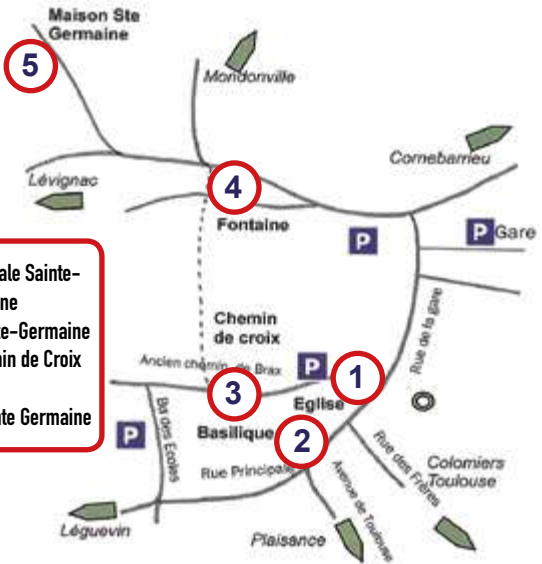 Maison Ste
Germaine
5
Mondonville
Cornebarrieu
Lévignac
4
Fontaine
P
P Gare
ale Sainte-
ne
te-Germaine
in de Croix
nte Germaine
Chemin
de croix
Rue de la gare
Ancien chemin de Brax
P
1
3
Eglise
P
Ba des Ecoles
Basilique
2
Rue Principale
Rue des Frères
Colomiers
Toulouse
Avenue de Toulouse
Léguevin
Plaisance